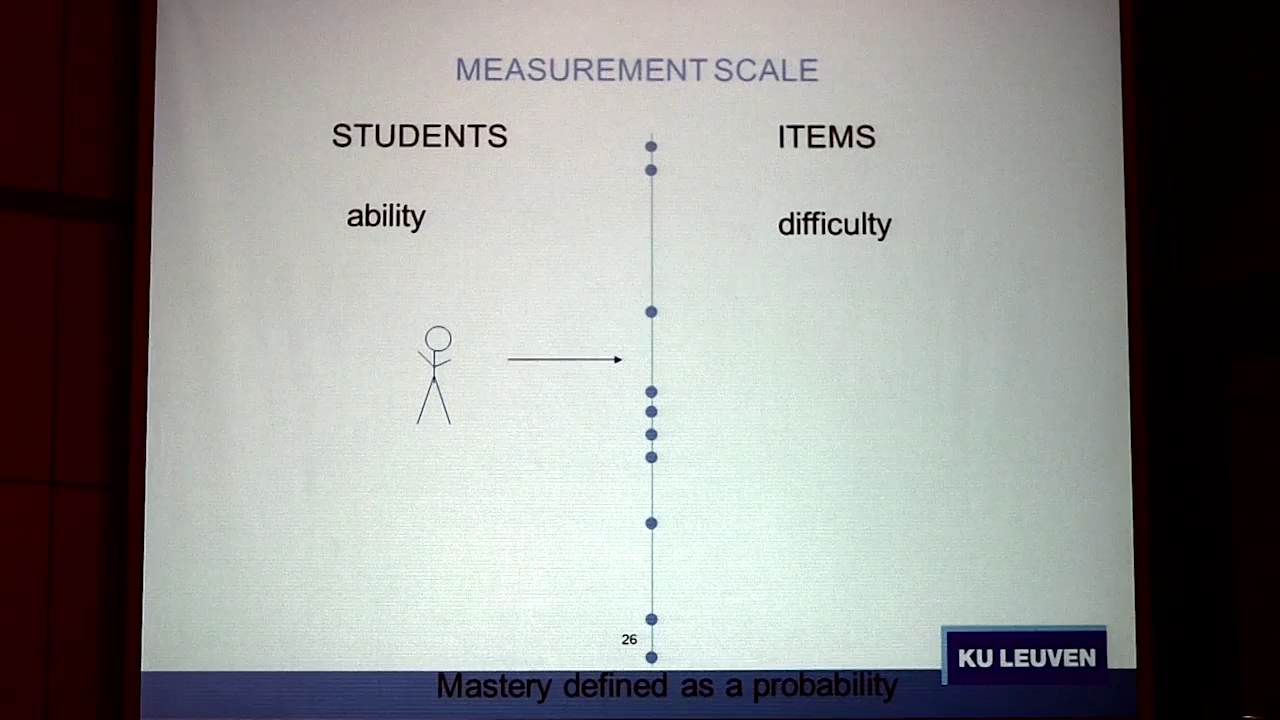 MEASUREMENT SCALE
STUDENTS
ITEMS
ability
difficulty
26
KU LEUVEN
Mastery defined as a probability